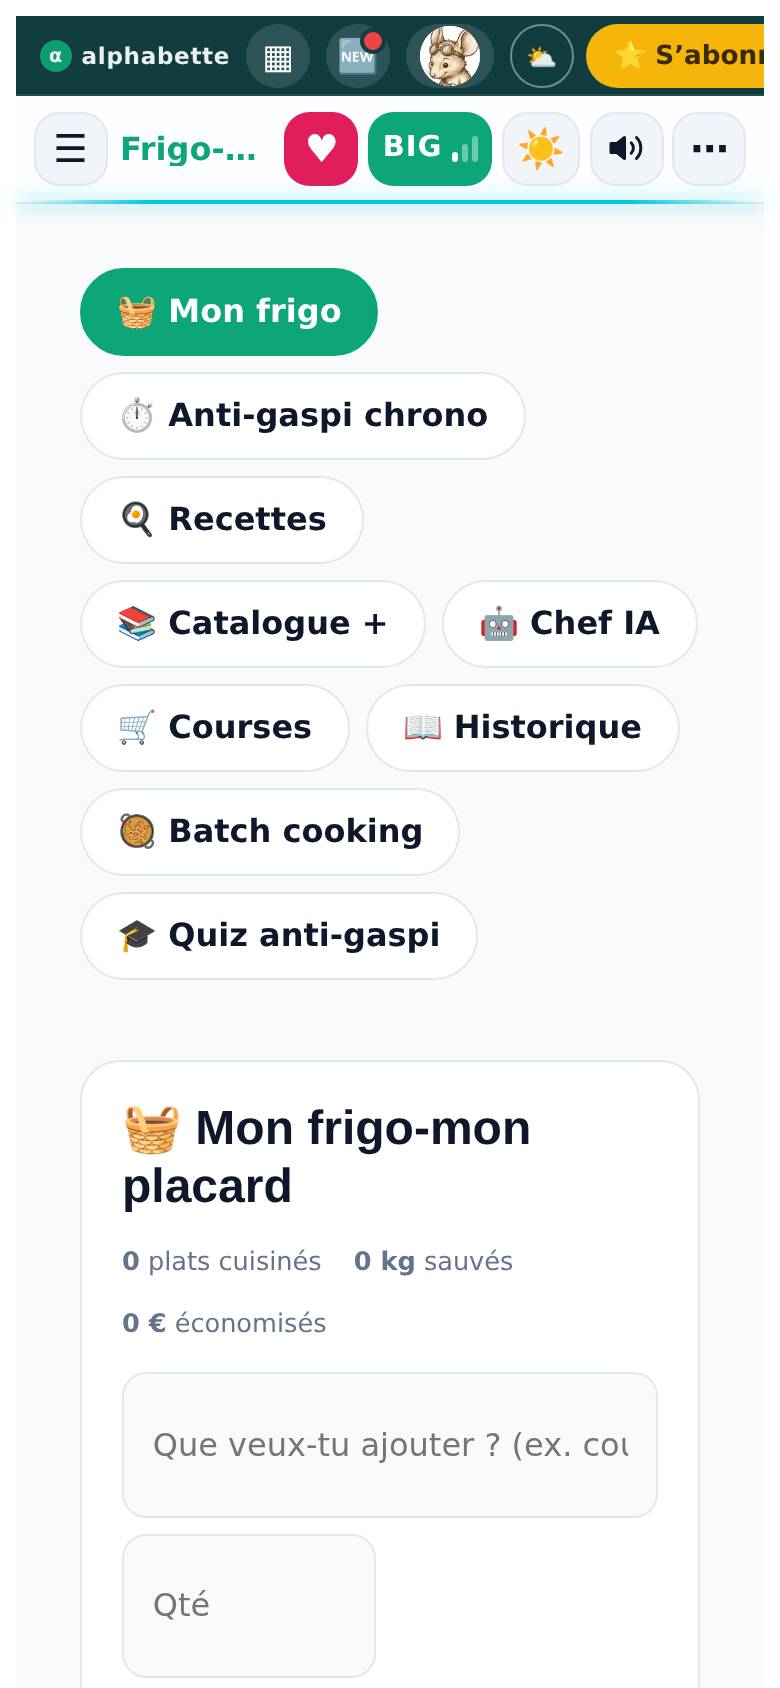 α alphabette NEW ⭐ S’abonn
☰ Frigo-… ♥ BIG ☀️ 🔊 ⋯
🧺 Mon frigo
⏱️ Anti-gaspi chrono
🍳 Recettes
📚 Catalogue + 🤖 Chef IA
🛒 Courses 📖 Historique
🥘 Batch cooking
🎓 Quiz anti-gaspi
🧺 Mon frigo-mon
placard
0 plats cuisinés 0 kg sauvés
0 € économisés
Que veux-tu ajouter ? (ex. cou
Qté